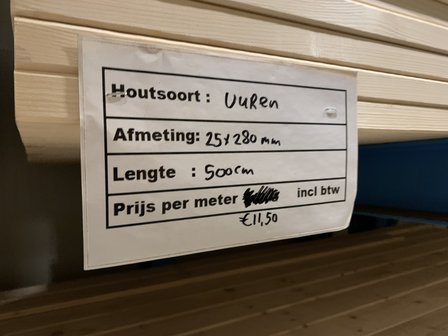 Houtsoort : Vuren
Afmeting: 25x280 mm
Lengte : 500cm
Prijs per meter incl btw
€11,50